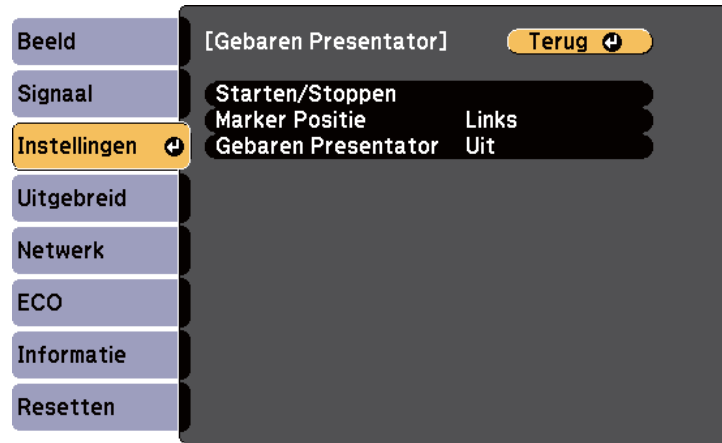 Beeld
Signaal
Instellingen
Uitgebreid
Netwerk
ECO
Informatie
Resetten
[Gebaren Presentator] Terug
Starten/Stoppen
Marker Positie Links
Gebaren Presentator Uit